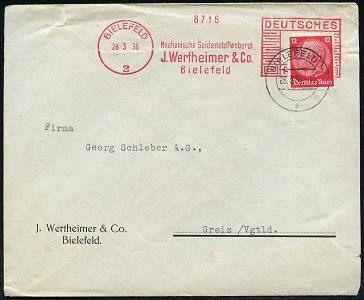 8716
BIELEFELD
28.3.36
2
Mechanische Seidenstoffweberei
J. Wertheimer & Co.
Bielefeld
DEUTSCHES
12 12
Deutsches Reich
BIELEFELD
e
Firma
Georg Schleber A.G.,
J. Wertheimer & Co.
Bielefeld.
Greiz /Vgtld.